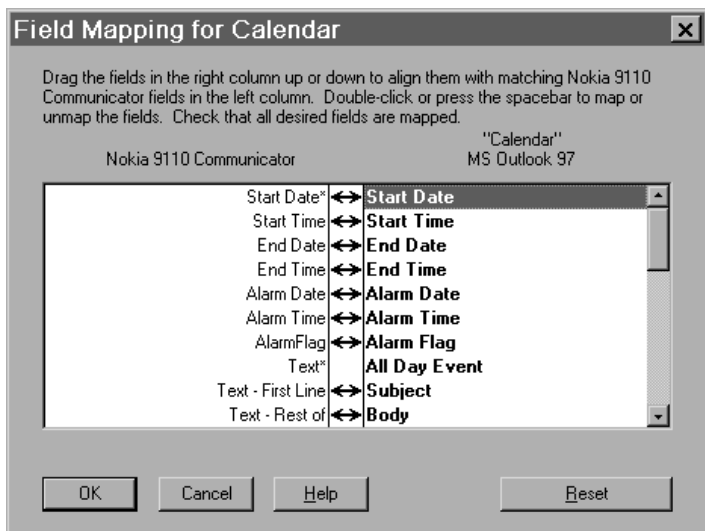 Field Mapping for Calendar
Drag the fields in the right column up or down to align them with matching Nokia 9110
Communicator fields in the left column. Double-click or press the spacebar to map or
unmap the fields. Check that all desired fields are mapped.
"Calendar"
Nokia 9110 Communicator MS Outlook 97
Start Date* Start Date
Start Time Start Time
End Date End Date
End Time End Time
Alarm Date Alarm Date
Alarm Time Alarm Time
AlarmFlag Alarm Flag
Text* All Day Event
Text - First Line Subject
Text - Rest of Body
OK Cancel Help Reset